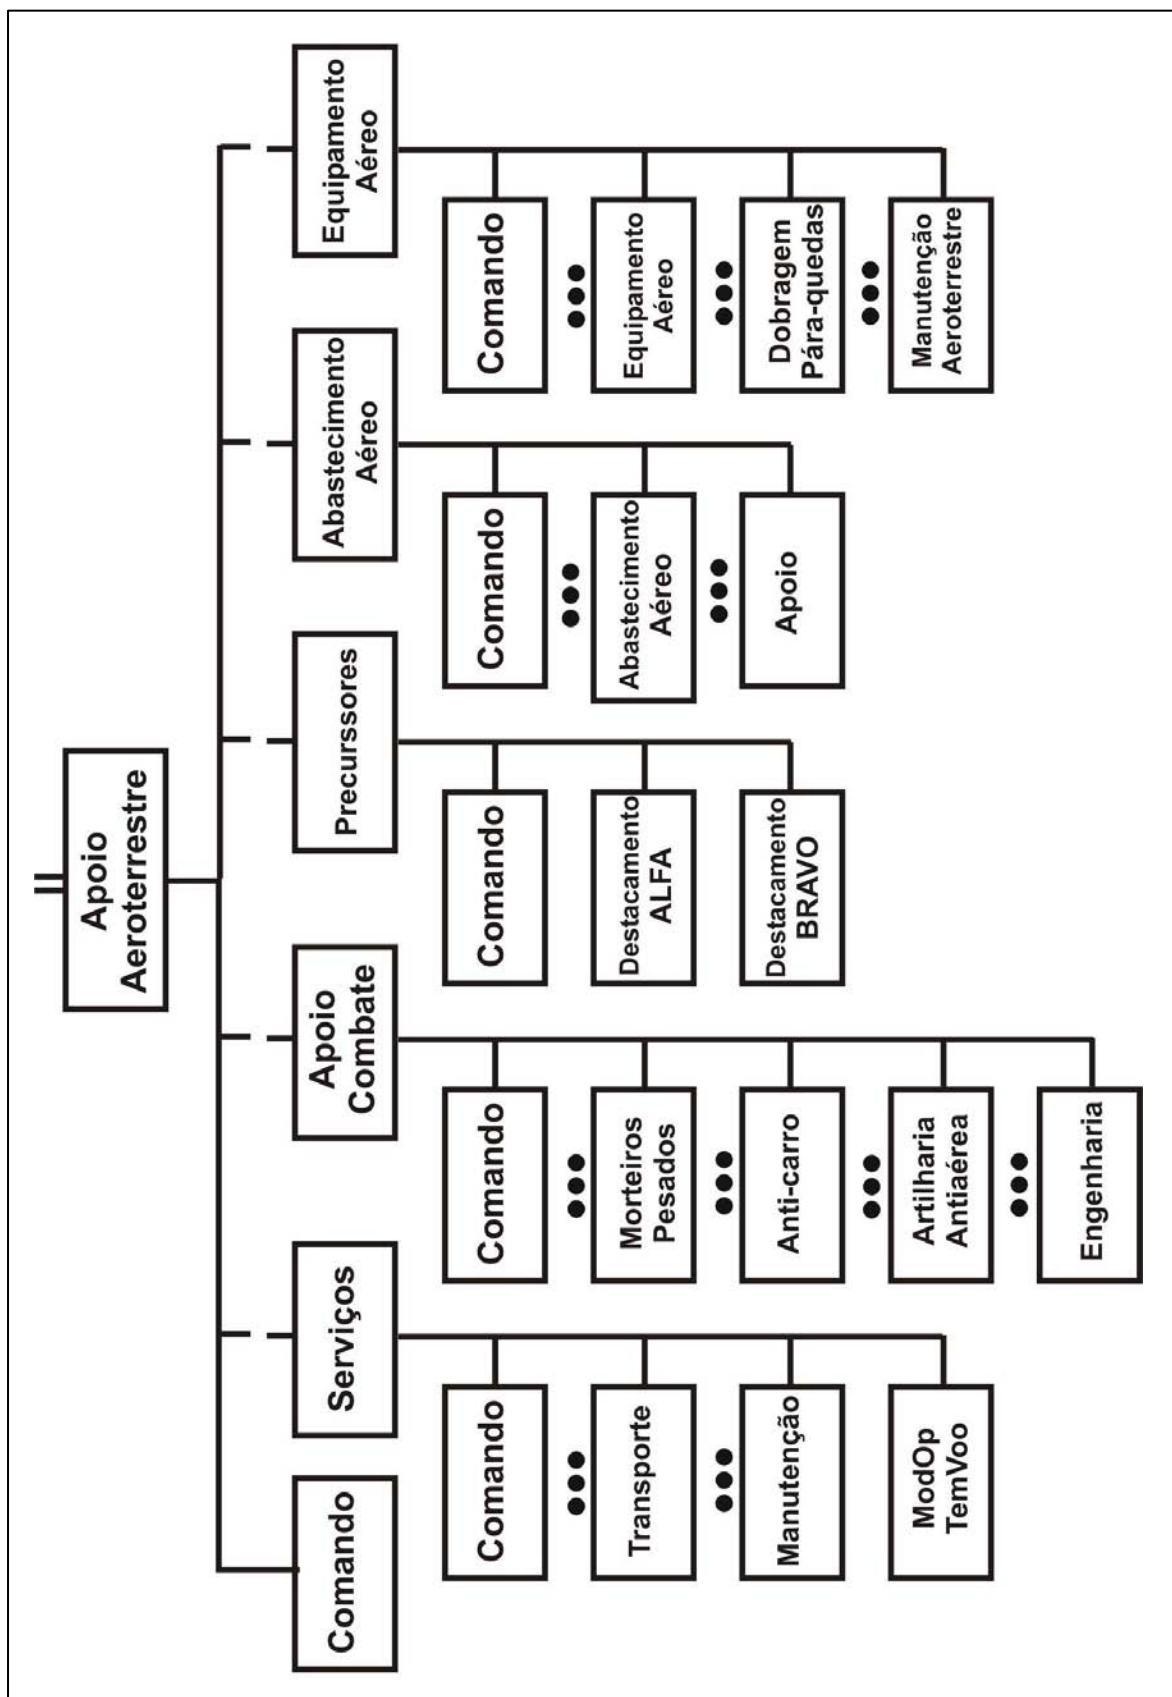 Apoio
Aeroterrestre
Comando
Serviços
Comando
Transporte
Manutenção
ModOp
TemVoo
Apoio
Combate
Comando
Morteiros
Pesados
Anti-carro
Artilharia
Antiaérea
Engenharia
Precurssores
Comando
Destacamento
ALFA
Destacamento
BRAVO
Abastecimento
Aéreo
Comando
Abastecimento
Aéreo
Apoio
Equipamento
Aéreo
Comando
Equipamento
Aéreo
Dobragem
Pára-quedas
Manutenção
Aeroterrestre